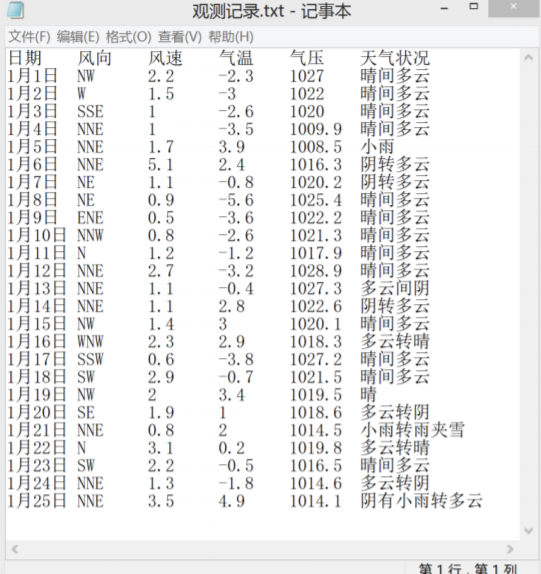 观测记录.txt - 记事本
文件(F) 编辑(E) 格式(O) 查看(V) 帮助(H)
日期 风向 风速 气温 气压 天气状况
1月1日 NW 2.2 -2.3 1027 晴间多云
1月2日 W 1.5 -3 1022 晴间多云
1月3日 SSE 1 -2.6 1020 晴间多云
1月4日 NNE 1 -3.5 1009.9 晴间多云
1月5日 NNE 1.7 3.9 1008.5 小雨
1月6日 NNE 5.1 2.4 1016.3 阴转多云
1月7日 NE 1.1 -0.8 1020.2 阴转多云
1月8日 NE 0.9 -5.6 1025.4 晴间多云
1月9日 ENE 0.5 -3.6 1022.2 晴间多云
1月10日 NNW 0.8 -2.6 1021.3 晴间多云
1月11日 N 1.2 -1.2 1017.9 晴间多云
1月12日 NNE 2.7 -3.2 1028.9 晴间多云
1月13日 NNE 1.1 -0.4 1027.3 多云间阴
1月14日 NNE 1.1 2.8 1022.6 阴转多云
1月15日 NW 1.4 3 1020.1 晴间多云
1月16日 WNW 2.3 2.9 1018.3 多云转晴
1月17日 SSW 0.6 -3.8 1027.2 晴间多云
1月18日 SW 2.9 -0.7 1021.5 晴间多云
1月19日 NW 2 3.4 1019.5 晴
1月20日 SE 1.9 1 1018.6 多云转阴
1月21日 NNE 0.8 2 1014.5 小雨转雨夹雪
1月22日 N 3.1 0.2 1019.8 多云转晴
1月23日 SW 2.2 -0.5 1016.5 晴间多云
1月24日 NNE 1.3 -1.8 1014.6 多云转阴
1月25日 NNE 3.5 4.9 1014.1 阴有小雨转多云
第 1 行，第 1 列